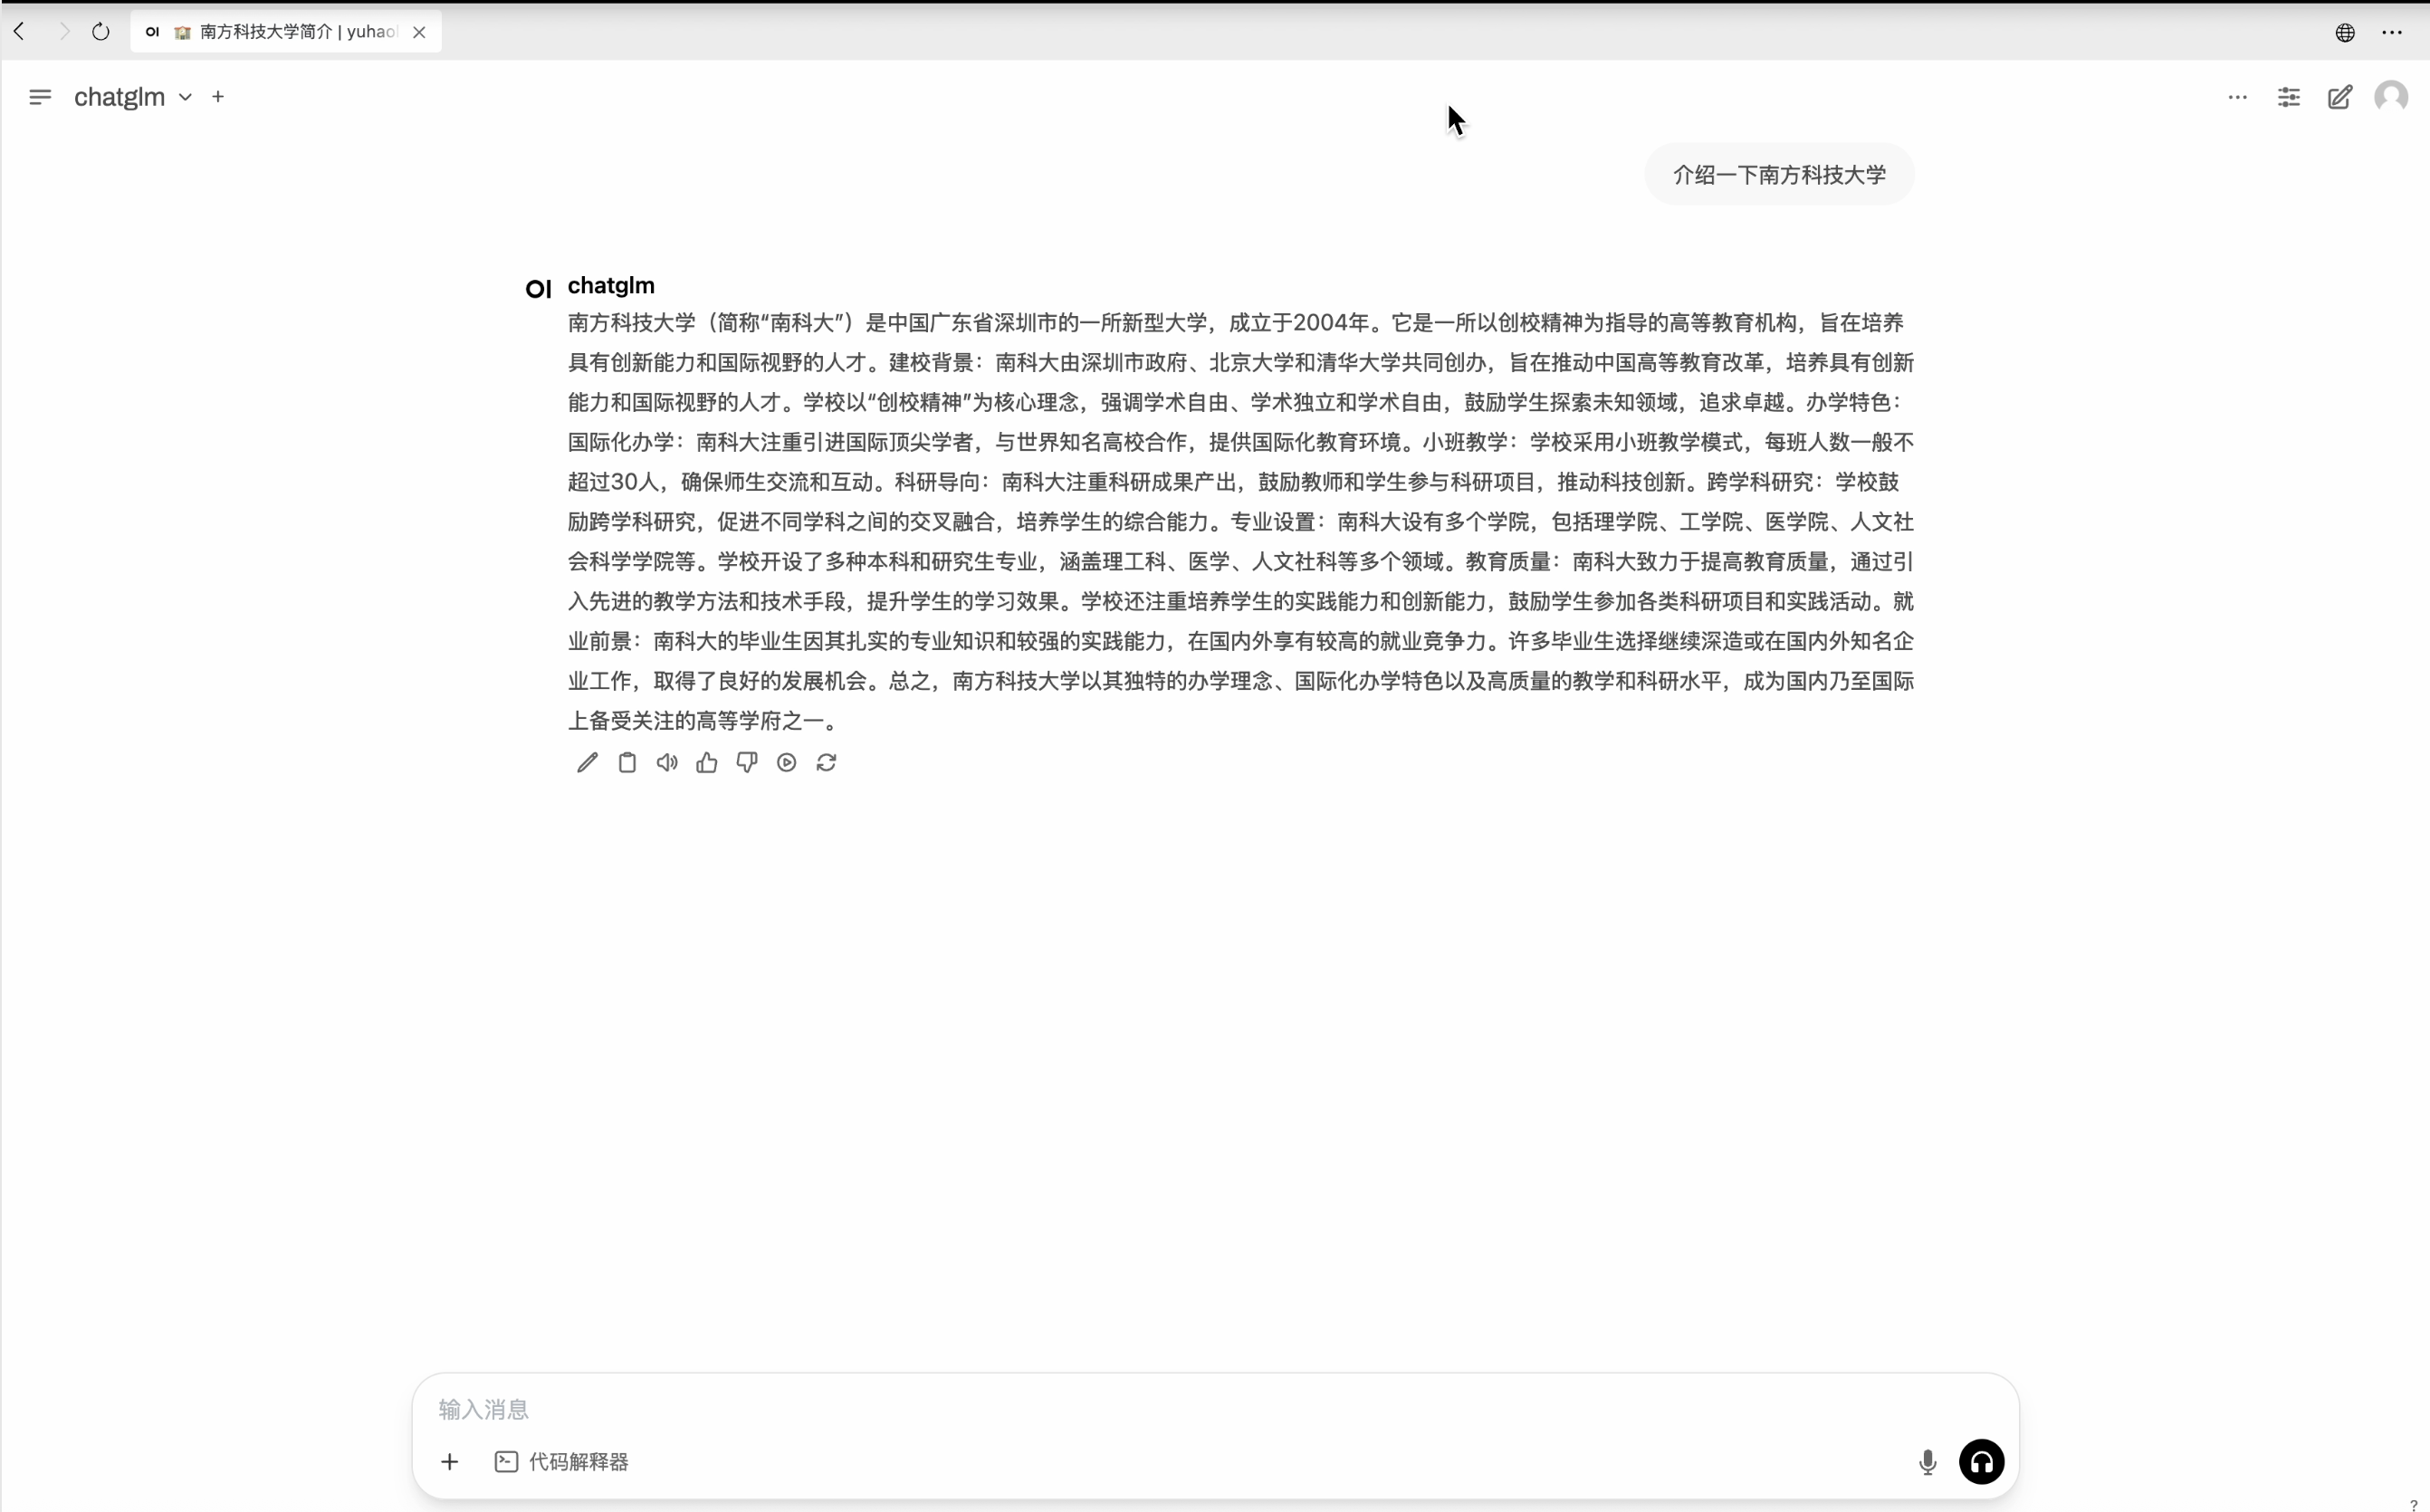 OI 南方科技大学简介 | yuhao
chatglm
介绍一下南方科技大学
OI chatglm
南方科技大学（简称“南科大”）是中国广东省深圳市的一所新型大学，成立于2004年。它是一所以创校精神为指导的高等教育机构，旨在培养
具有创新能力和国际视野的人才。建校背景：南科大由深圳市政府、北京大学和清华大学共同创办，旨在推动中国高等教育改革，培养具有创新
能力和国际视野的人才。学校以“创校精神”为核心理念，强调学术自由、学术独立和学术自由，鼓励学生探索未知领域，追求卓越。办学特色：
国际化办学：南科大注重引进国际顶尖学者，与世界知名高校合作，提供国际化教育环境。小班教学：学校采用小班教学模式，每班人数一般不
超过30人，确保师生交流和互动。科研导向：南科大注重科研成果产出，鼓励教师和学生参与科研项目，推动科技创新。跨学科研究：学校鼓
励跨学科研究，促进不同学科之间的交叉融合，培养学生的综合能力。专业设置：南科大设有多个学院，包括理学院、工学院、医学院、人文社
会科学学院等。学校开设了多种本科和研究生专业，涵盖理工科、医学、人文社科等多个领域。教育质量：南科大致力于提高教育质量，通过引
入先进的教学方法和技术手段，提升学生的学习效果。学校还注重培养学生的实践能力和创新能力，鼓励学生参加各类科研项目和实践活动。就
业前景：南科大的毕业生因其扎实的专业知识和较强的实践能力，在国内外享有较高的就业竞争力。许多毕业生选择继续深造或在国内外知名企
业工作，取得了良好的发展机会。总之，南方科技大学以其独特的办学理念、国际化办学特色以及高质量的教学和科研水平，成为国内乃至国际
上备受关注的高等学府之一。
输入消息
代码解释器
?